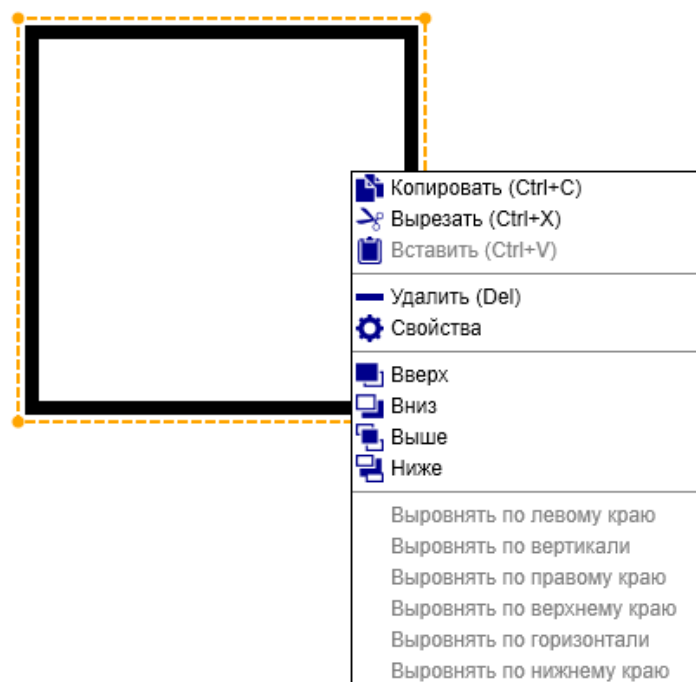 Копировать (Ctrl+C)
Вырезать (Ctrl+X)
Вставить (Ctrl+V)
Удалить (Del)
Свойства
Вверх
Вниз
Выше
Ниже
Выровнять по левому краю
Выровнять по вертикали
Выровнять по правому краю
Выровнять по верхнему краю
Выровнять по горизонтали
Выровнять по нижнему краю